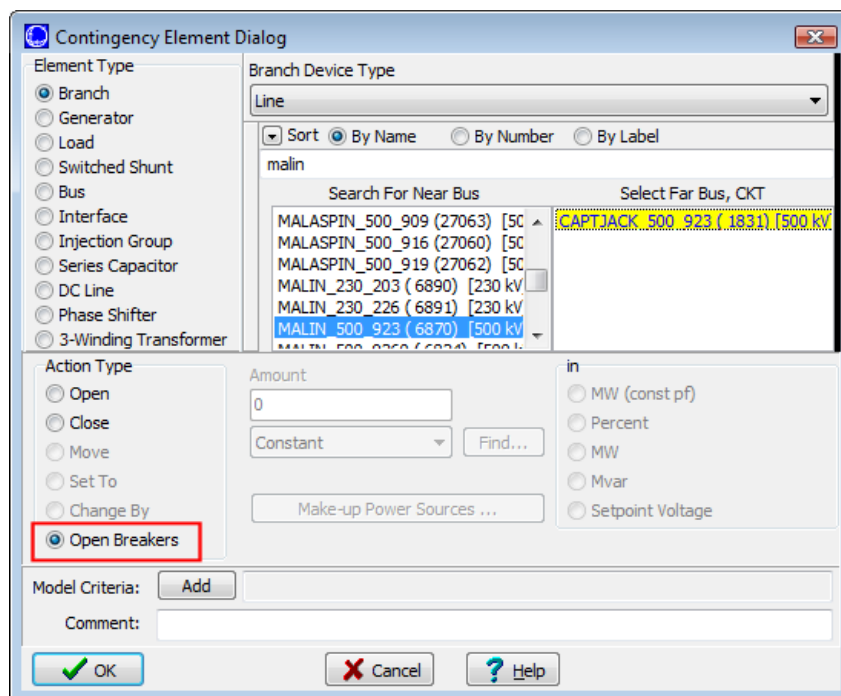 Contingency Element Dialog
Element Type
Branch
Generator
Load
Switched Shunt
Bus
Interface
Injection Group
Series Capacitor
DC Line
Phase Shifter
3-Winding Transformer
Branch Device Type
Line
Sort By Name By Number By Label
malin
Search For Near Bus
MALASPIN_500_909 (27063) [50
MALASPIN_500_916 (27060) [50
MALASPIN_500_919 (27062) [50
MALIN_230_203 ( 6890) [230 kV
MALIN_230_226 ( 6891) [230 kV
MALIN_500_923 ( 6870) [500 kV
Select Far Bus, CKT
CAPTJACK_500_923 ( 1831) [500 kV
Action Type
Open
Close
Move
Set To
Change By
Open Breakers
Amount
0
Constant
Find...
Make-up Power Sources ...
in
MW (const pf)
Percent
MW
Mvar
Setpoint Voltage
Model Criteria: Add
Comment:
OK Cancel ? Help